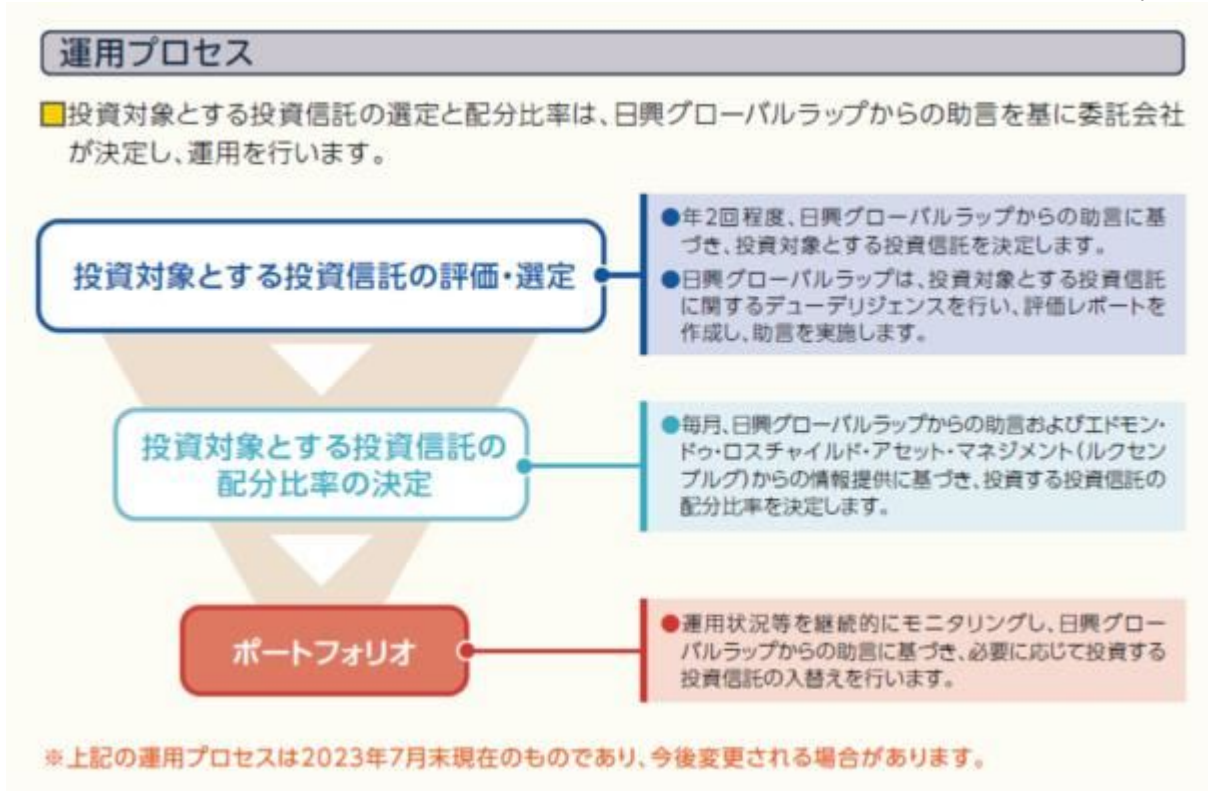 運用プロセス
投資対象とする投資信託の選定と配分比率は、日興グローバルラップからの助言を基に委託会社
が決定し、運用を行います。
投資対象とする投資信託の評価・選定
●年2回程度、日興グローバルラップからの助言に基
づき、投資対象とする投資信託を決定します。
●日興グローバルラップは、投資対象とする投資信託
に関するデューデリジェンスを行い、評価レポートを
作成し、助言を実施します。
投資対象とする投資信託の
配分比率の決定
●毎月、日興グローバルラップからの助言およびエドモン・
ドゥ・ロスチャイルド・アセット・マネジメント(ルクセン
ブルグ)からの情報提供に基づき、投資する投資信託の
配分比率を決定します。
ポートフォリオ
●運用状況等を継続的にモニタリングし、日興グロー
バルラップからの助言に基づき、必要に応じて投資する
投資信託の入替えを行います。
※上記の運用プロセスは2023年7月末現在のものであり、今後変更される場合があります。